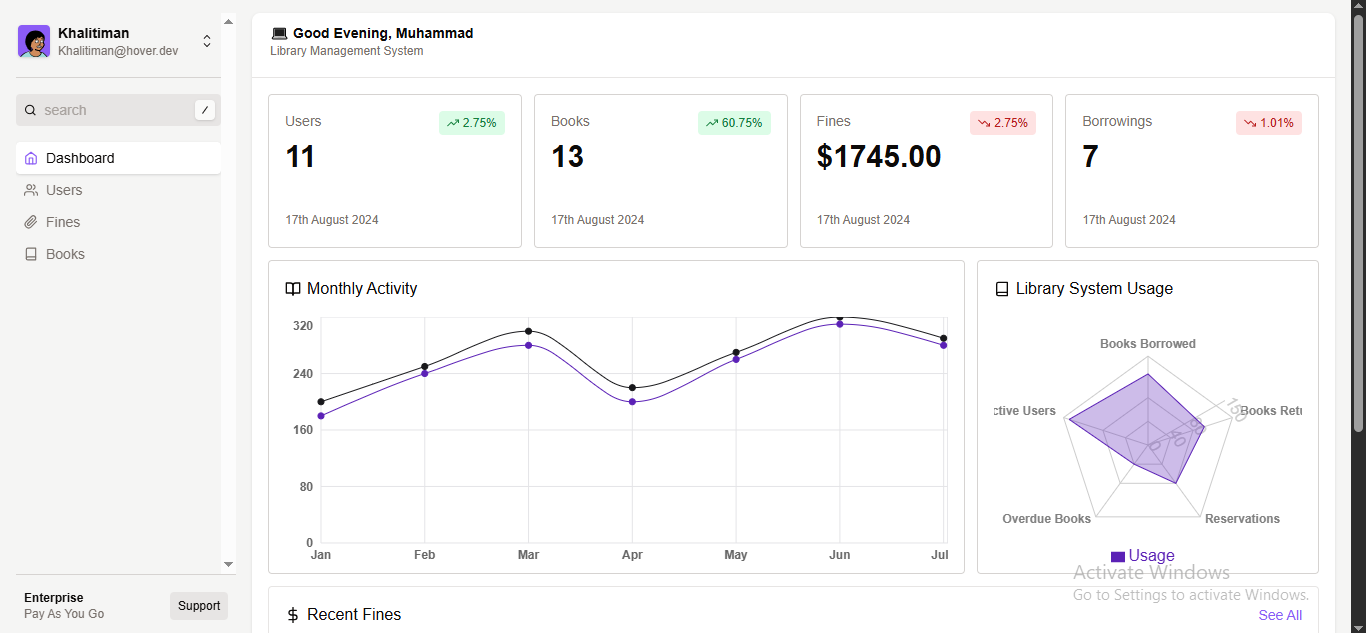 Khalitiman
Khalitiman@hover.dev
search
/
Dashboard
Users
Fines
Books
Enterprise
Pay As You Go
Support
Good Evening, Muhammad
Library Management System
Users
2.75%
11
17th August 2024
Books
60.75%
13
17th August 2024
Fines
2.75%
$1745.00
17th August 2024
Borrowings
1.01%
7
17th August 2024
Monthly Activity
320
240
160
80
0
Jan Feb Mar Apr May Jun Jul
Library System Usage
Books Borrowed
ctive Users
Books Retu
150
80
40
0
Overdue Books
Reservations
Usage
Activate Windows
Go to Settings to activate Windows.
$ Recent Fines
See All